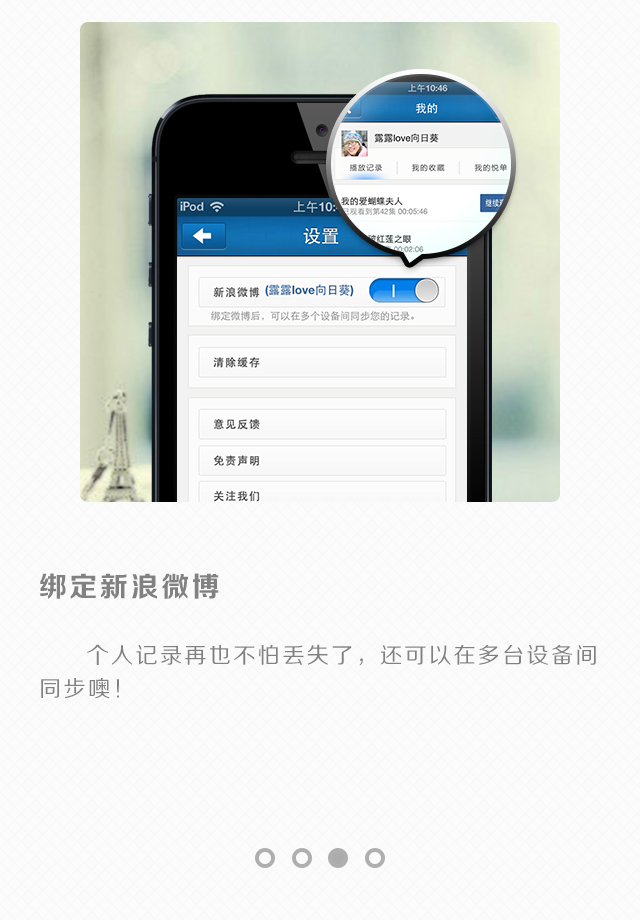 上午10:46
我的
露露love向日葵
播放记录
我的收藏
我的悦单
我的爱蝴蝶夫人
已观看到第42集 00:05:46
红莲之眼
00:02:06
iPod
上午10:
设置
新浪微博 (露露love向日葵)
绑定微博后，可以在多个设备间同步您的记录。
清除缓存
意见反馈
免责声明
关注我们
绑定新浪微博
个人记录再也不怕丢失了，还可以在多台设备间
同步噢！